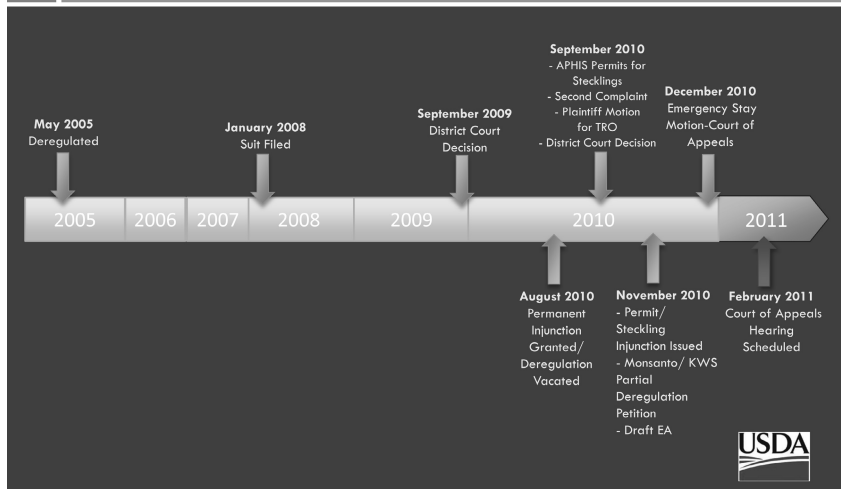 May 2005
Deregulated
January 2008
Suit Filed
September 2009
District Court
Decision
September 2010
- APHIS Permits for
Stecklings
- Second Complaint
- Plaintiff Motion
for TRO
- District Court Decision
December 2010
Emergency Stay
Motion-Court of
Appeals
2005
2006
2007
2008
2009
2010
2011
August 2010
Permanent
Injunction
Granted/
Deregulation
Vacated
November 2010
- Permit/
Steckling
Injunction Issued
- Monsanto/ KWS
Partial
Deregulation
Petition
- Draft EA
February 2011
Court of Appeals
Hearing
Scheduled
USDA